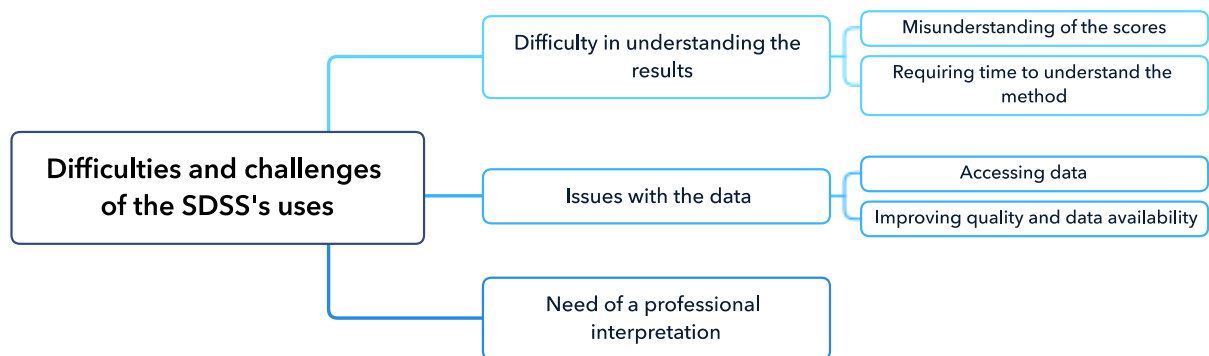 Difficulties and challenges
of the SDSS's uses
Difficulty in understanding the
results
Misunderstanding of the scores
Requiring time to understand the
method
Issues with the data
Accessing data
Improving quality and data availability
Need of a professional
interpretation